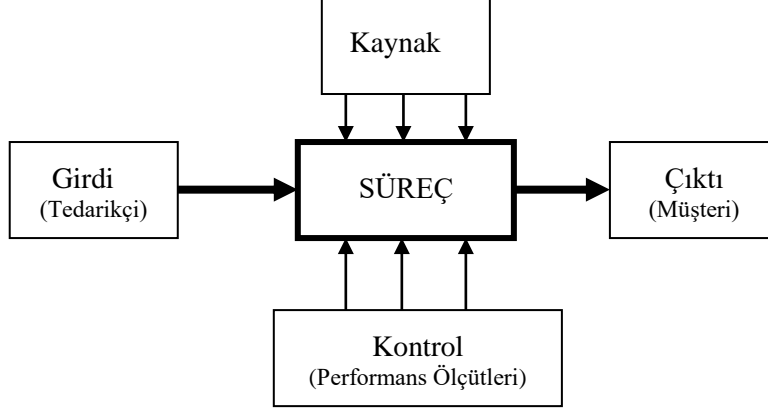 Kaynak
Girdi
(Tedarikçi)
SÜREÇ
Çıktı
(Müşteri)
Kontrol
(Performans Ölçütleri)